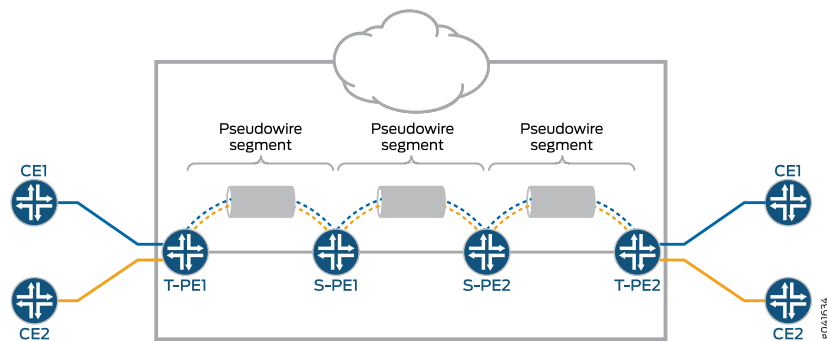 Pseudowire
segment
Pseudowire
segment
Pseudowire
segment
CE1
CE1
T-PE1
S-PE1
S-PE2
T-PE2
CE2
CE2
g041634